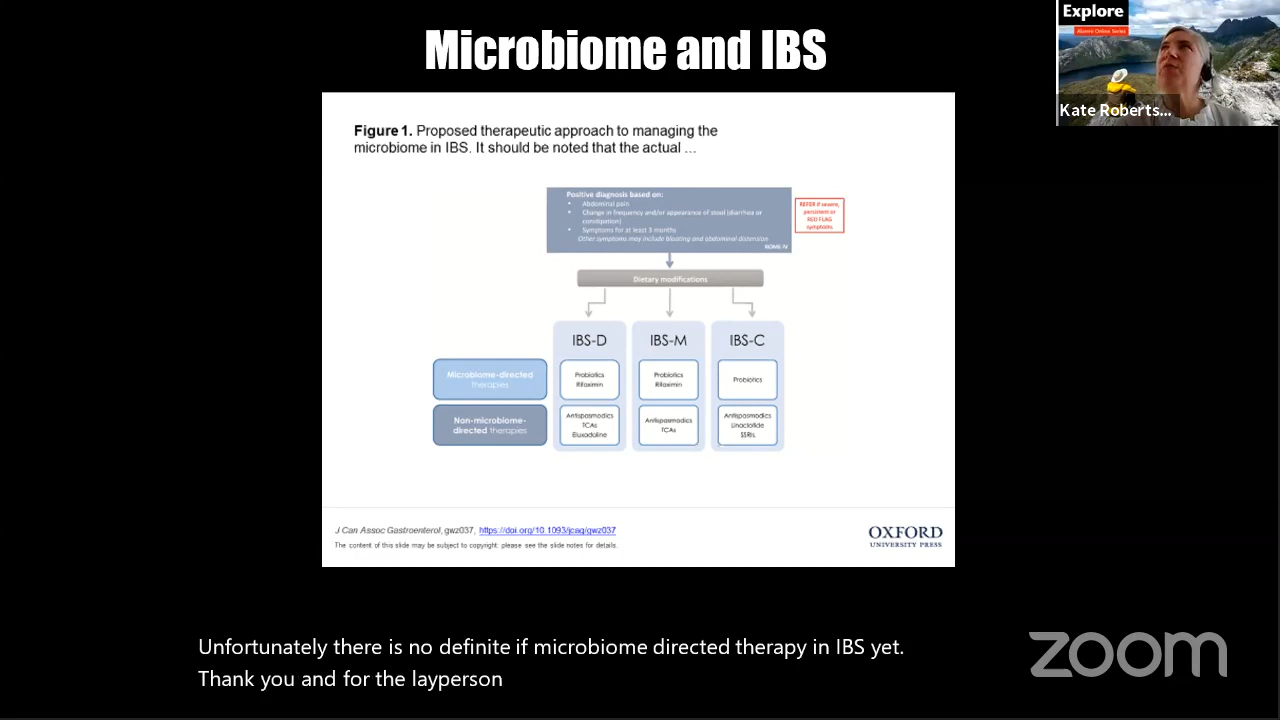 Microbiome and IBS
Explore
Alumni Online Series
Kate Roberts...
Figure 1. Proposed therapeutic approach to managing the
microbiome in IBS. It should be noted that the actual ...
Positive diagnosis based on:
• Abdominal pain
• Change in frequency and/or appearance of stool (diarrhea or
constipation)
• Symptoms for at least 3 months
Other symptoms may include bloating and abdominal distension
ROME IV
REFER if severe,
persistent or
RED FLAG
symptoms
Dietary modifications
IBS-D
IBS-M
IBS-C
Microbiome-directed
therapies
Probiotics
Rifaximin
Probiotics
Rifaximin
Probiotics
Non-microbiome-
directed therapies
Antispasmodics
TCAs
Eluxadoline
Antispasmodics
TCAs
Antispasmodics
Linaclotide
SSRIs
J Can Assoc Gastroenterol, gwz037, https://doi.org/10.1093/jcag/gwz037
The content of this slide may be subject to copyright: please see the slide notes for details.
OXFORD
UNIVERSITY PRESS
Unfortunately there is no definite if microbiome directed therapy in IBS yet.
Thank you and for the layperson
zoom